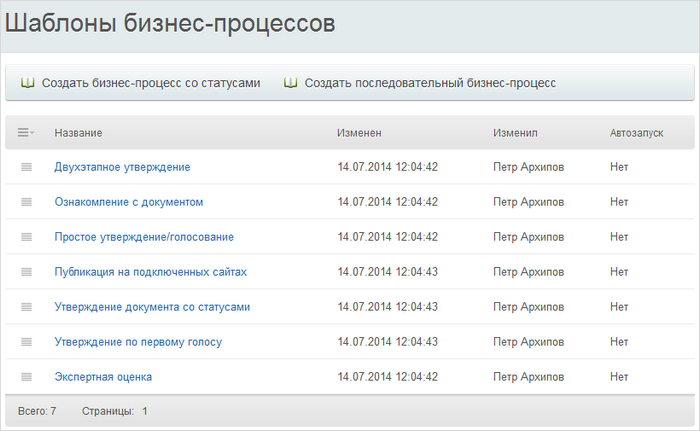 Шаблоны бизнес-процессов
Создать бизнес-процесс со статусами Создать последовательный бизнес-процесс
Название Изменен Изменил Автозапуск
Двухэтапное утверждение 14.07.2014 12:04:42 Петр Архипов Нет
Ознакомление с документом 14.07.2014 12:04:42 Петр Архипов Нет
Простое утверждение/голосование 14.07.2014 12:04:42 Петр Архипов Нет
Публикация на подключенных сайтах 14.07.2014 12:04:43 Петр Архипов Нет
Утверждение документа со статусами 14.07.2014 12:04:43 Петр Архипов Нет
Утверждение по первому голосу 14.07.2014 12:04:43 Петр Архипов Нет
Экспертная оценка 14.07.2014 12:04:42 Петр Архипов Нет
Всего: 7 Страницы: 1